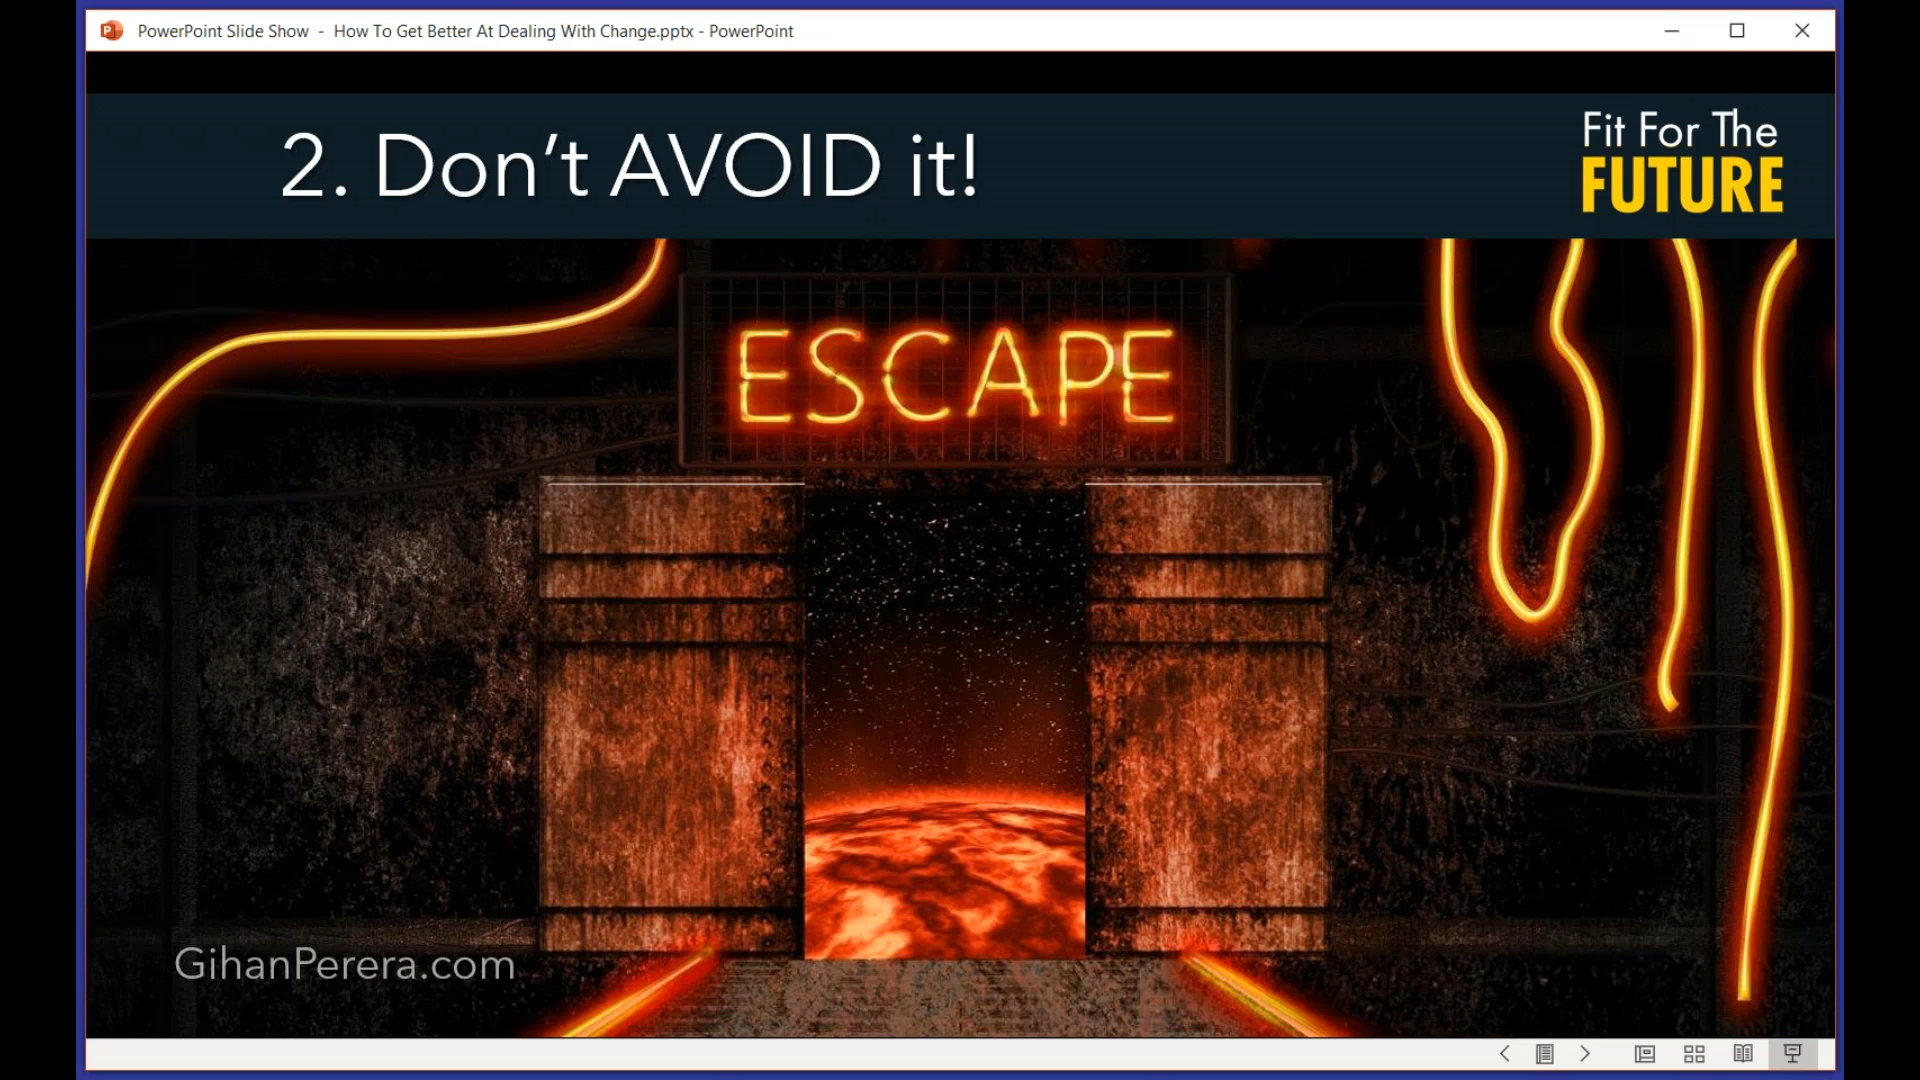 PowerPoint Slide Show - How To Get Better At Dealing With Change.pptx - PowerPoint
2. Don't AVOID it!
Fit For The
FUTURE
ESCAPE
GihanPerera.com